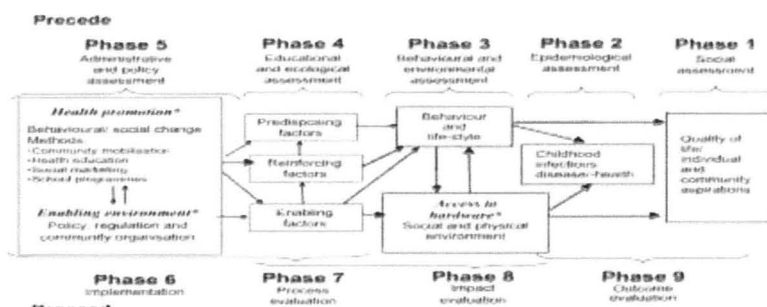 Precede
Phase 5
Administrative
and policy
assessment
Phase 4
Educational
and ecological
assessment
Phase 3
Behavioural and
environmental
assessment
Phase 2
Epidemiological
assessment
Phase 1
Social
assessment
Health promotion*
Behavioural/ social change
Methods
•Community mobilisation
•Health education
•Social marketing
•School programmes
Enabling environment*
Policy, regulation and
community organisation
Predisposing
factors
Reinforcing
factors
Enabling
factors
Behaviour
and
life-style
Access to
hardware*
Social and physical
environment
Childhood
infectious
disease-health
Quality of
life/
individual
and
community
aspirations
Phase 6
Implementation
Phase 7
Process
evaluation
Phase 8
Impact
evaluation
Phase 9
Outcome
evaluation